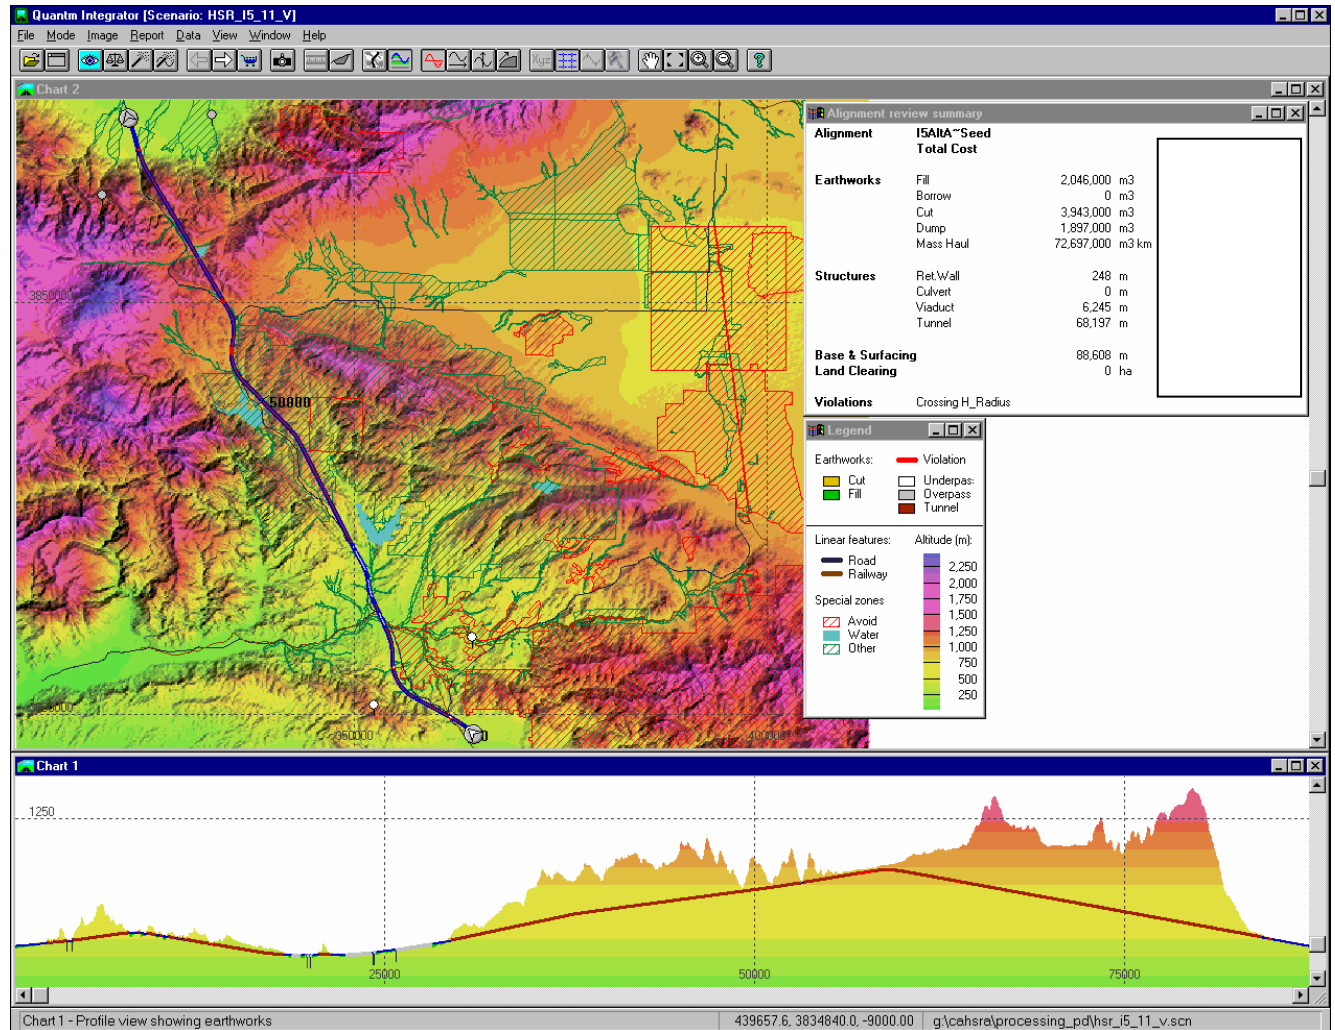 Quantm Integrator [Scenario: HSR_I5_11_V]
File Mode Image Report Data View Window Help
Xyz
Chart 2
3850000
50000
350000
400000
0
Alignment review summary
Alignment I5AltA~Seed
Total Cost
Earthworks Fill 2,046,000 m3
Borrow 0 m3
Cut 3,943,000 m3
Dump 1,897,000 m3
Mass Haul 72,697,000 m3 km
Structures Ret.Wall 248 m
Culvert 0 m
Viaduct 6,245 m
Tunnel 68,197 m
Base & Surfacing 88,608 m
Land Clearing 0 ha
Violations Crossing H_Radius
Legend
Earthworks: Violation
Cut Underpas:
Fill Overpass
Tunnel
Linear features: Altitude (m):
Road 2,250
Railway 2,000
1,750
Special zones 1,500
Avoid 1,250
Water 1,000
Other 750
500
250
Chart 1
1250
25000 50000 75000
Chart 1 - Profile view showing earthworks 439657.6, 3834840.0, -9000.00 g:\cahsra\processing_pd\hsr_i5_11_v.scn